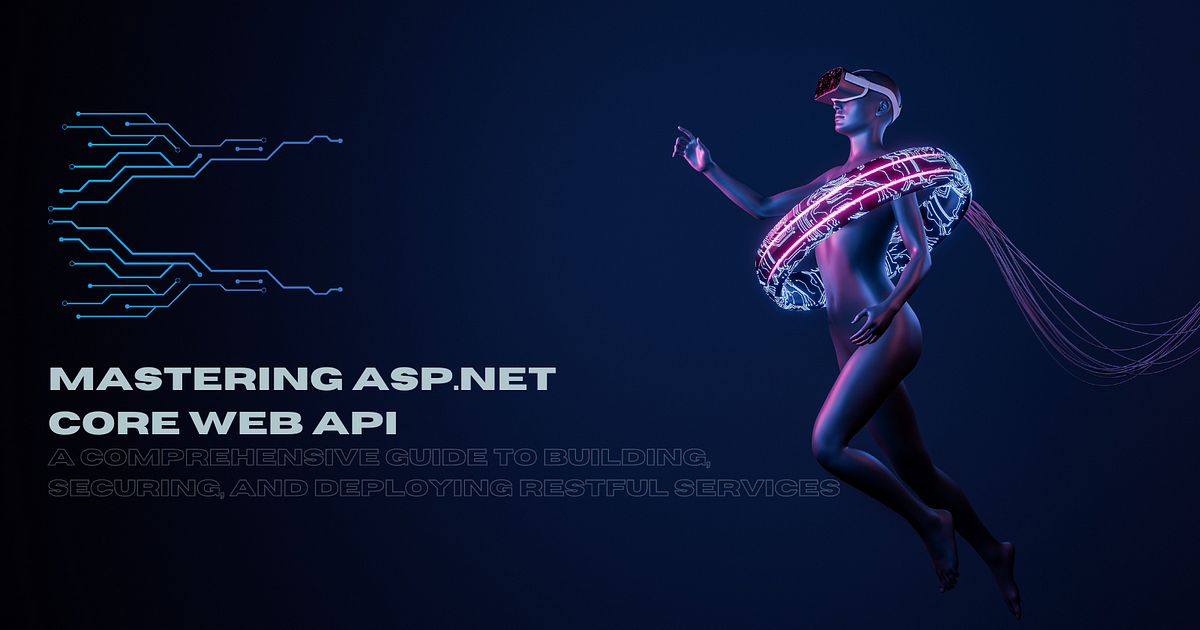 MASTERING ASP.NET
CORE WEB API
A COMPREHENSIVE GUIDE TO BUILDING,
SECURING, AND DEPLOYING RESTFUL SERVICES